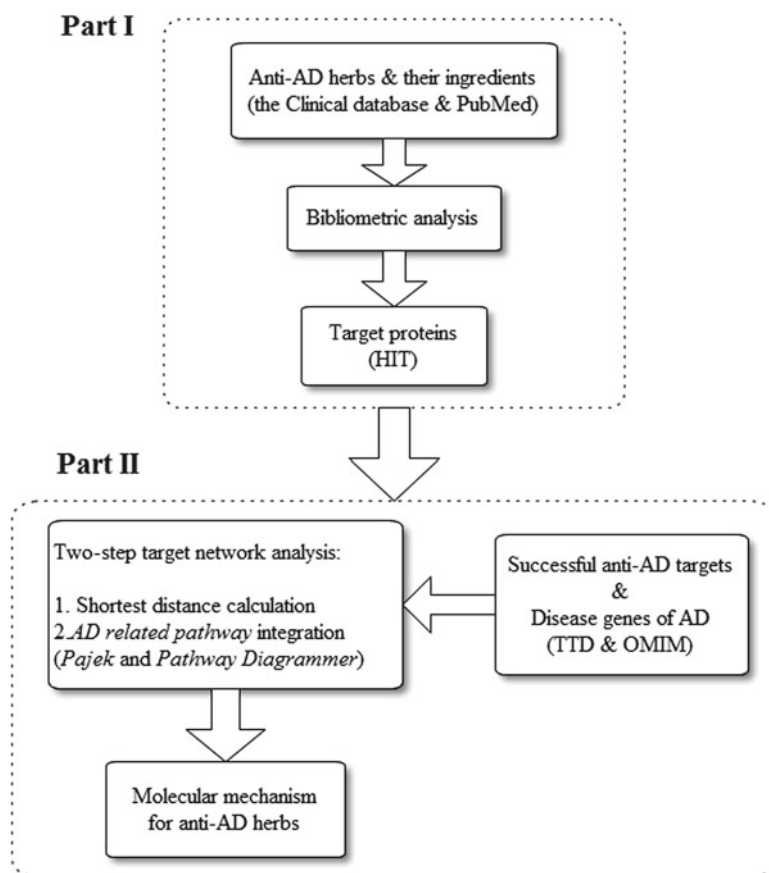 Part I
Anti-AD herbs & their ingredients
(the Clinical database & PubMed)
Bibliometric analysis
Target proteins
(HIT)
Part II
Two-step target network analysis:
1. Shortest distance calculation
2.AD related pathway integration
(Pajek and Pathway Diagrammer)
Successful anti-AD targets
&
Disease genes of AD
(TTD & OMIM)
Molecular mechanism
for anti-AD herbs